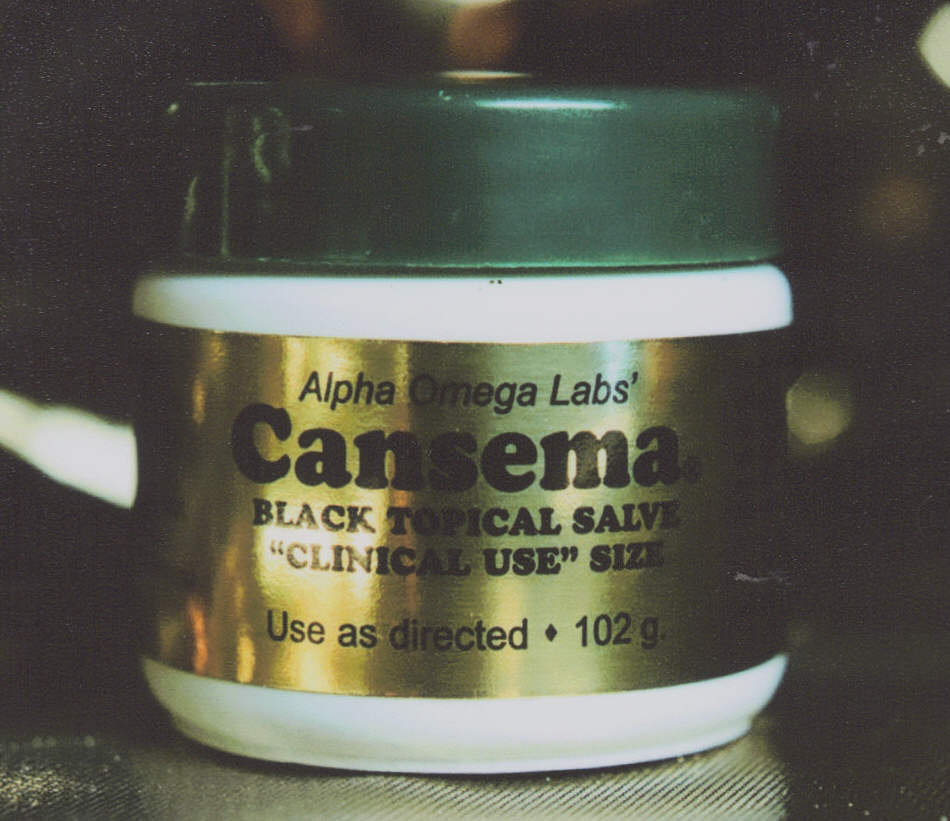 Alpha Omega Labs'
Cansema®
BLACK TOPICAL SALVE
"CLINICAL USE" SIZE
Use as directed ♦ 102 g.